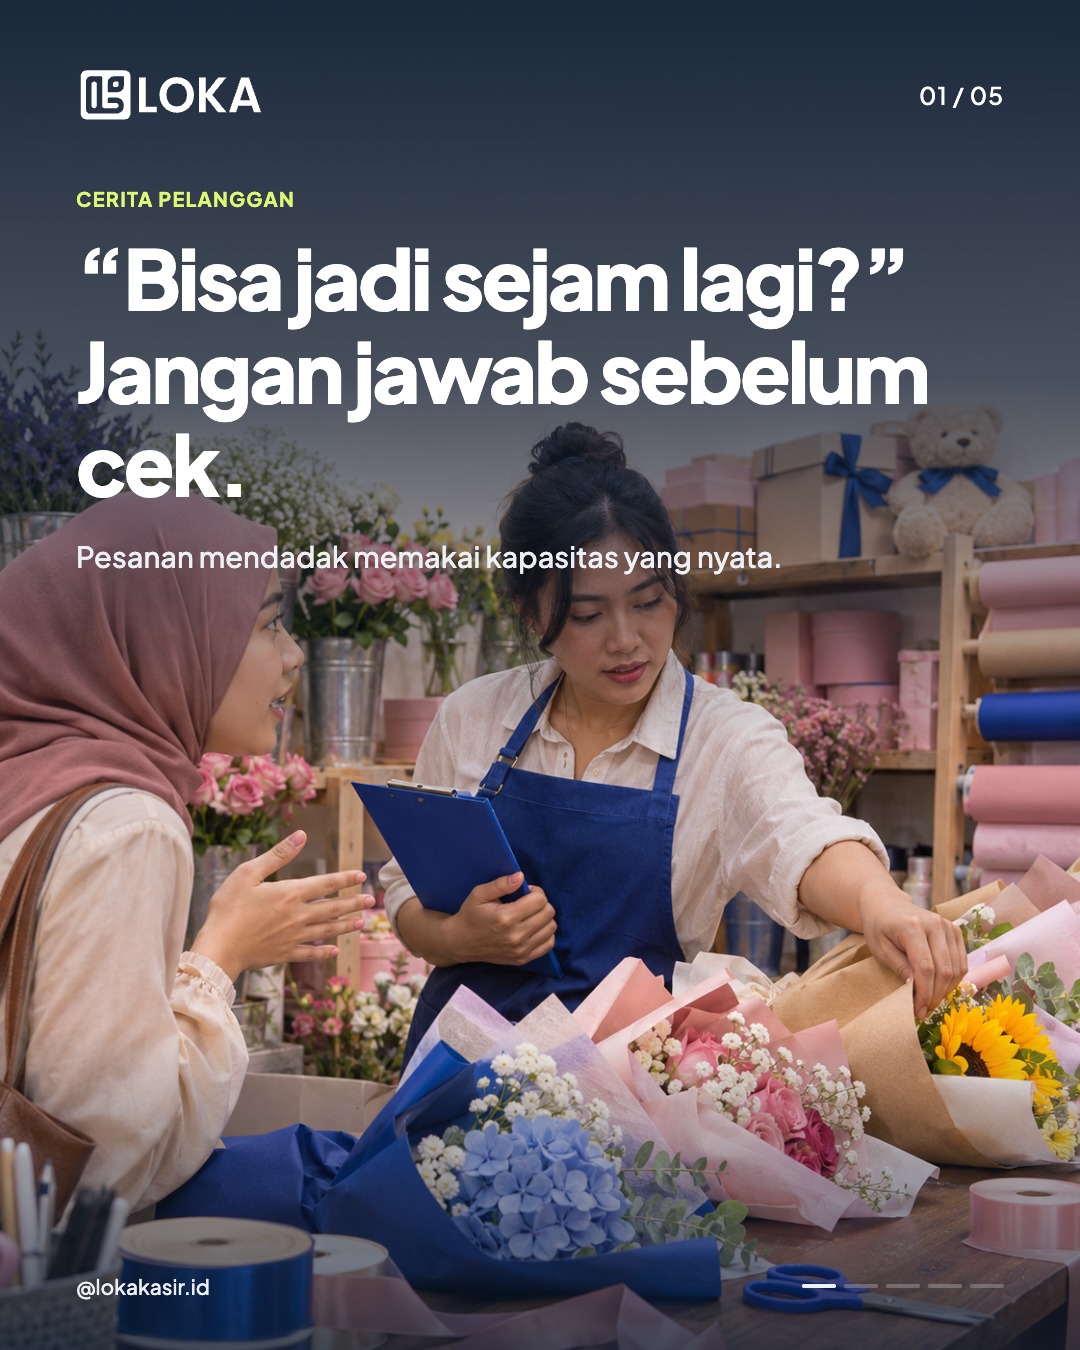 LOKA
01 / 05
CERITA PELANGGAN
“Bisa jadi sejam lagi?”
Jangan jawab sebelum
cek.
Pesanan mendadak memakai kapasitas yang nyata.
@lokakasir.id